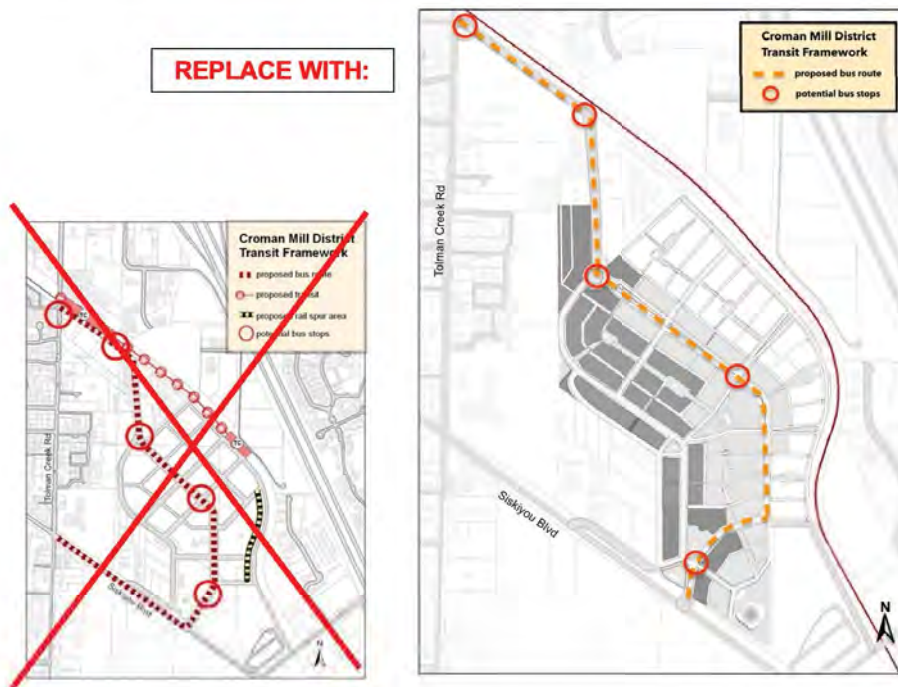 REPLACE WITH:
Croman Mill District
Transit Framework
proposed bus route
proposed transit
proposed rail spur area
potential bus stops
Tolman Creek Rd
Siskiyou Blvd
N
Croman Mill District
Transit Framework
proposed bus route
potential bus stops
Tolman Creek Rd
Siskiyou Blvd
N